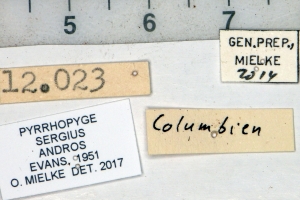 5 6 7
GEN.PREP.,
MIELKE
2014
12.023
PYRRHOPYGE
SERGIUS
ANDROS
EVANS, 1951
O. MIELKE DET. 2017
Columbien